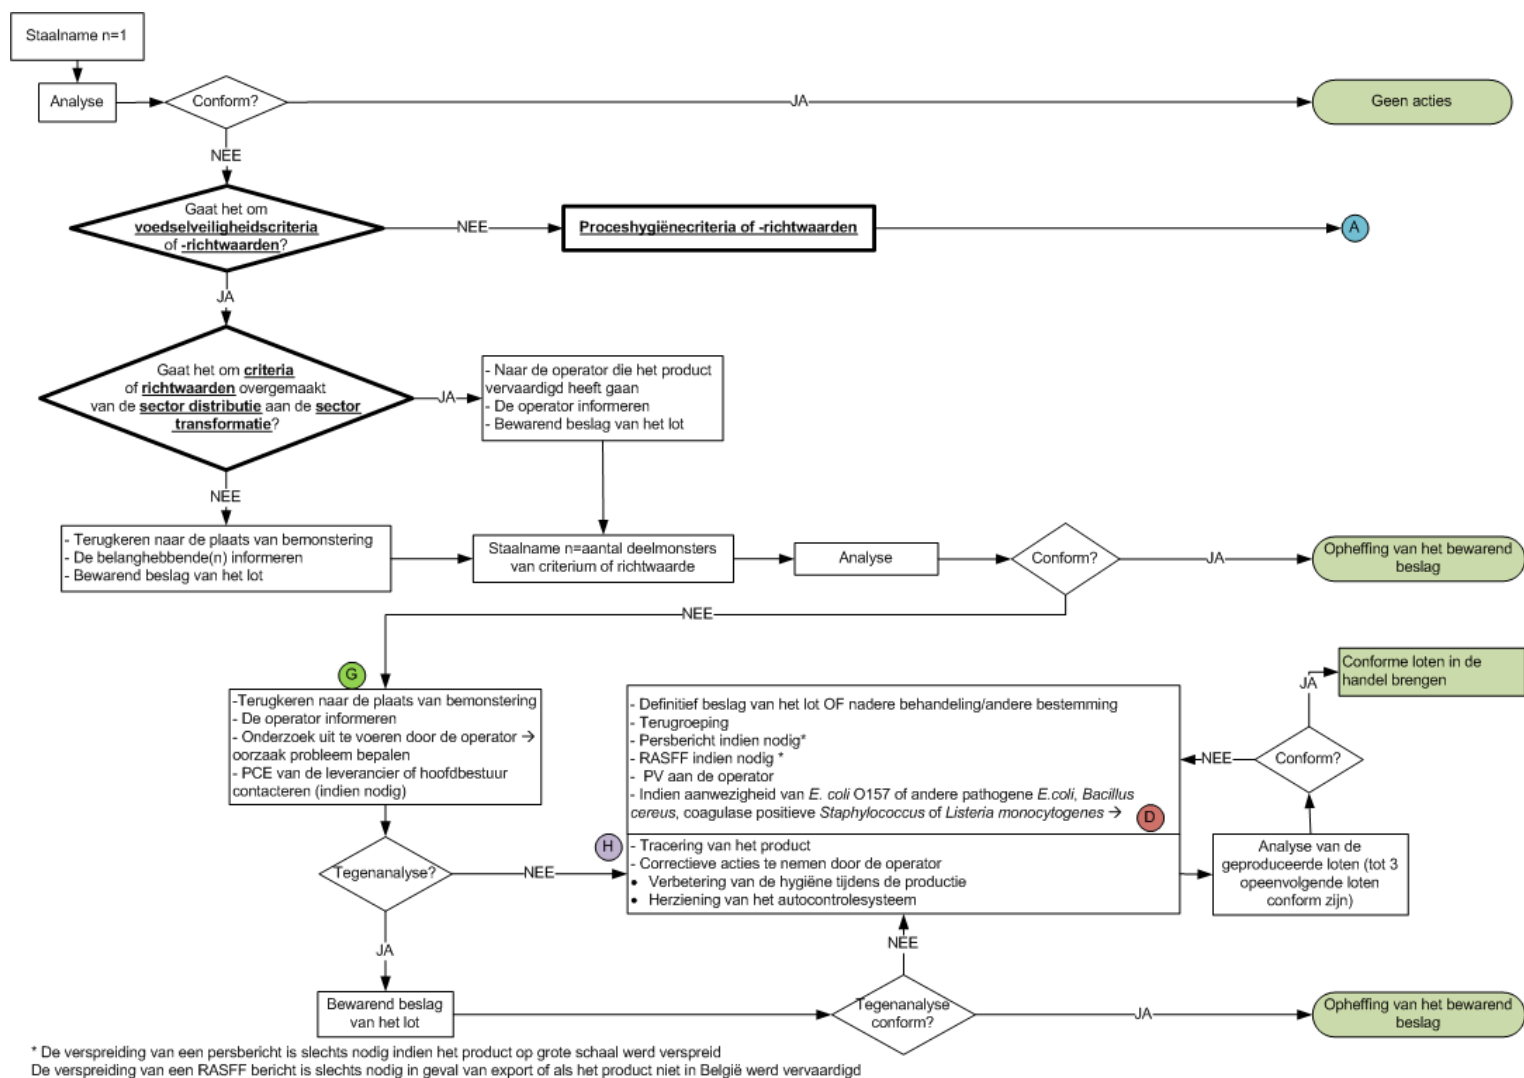 Staalname n=1
Analyse
Conform?
JA
Geen acties
NEE
Gaat het om
voedselveiligheidscriteria
of -richtwaarden?
NEE
Proceshygiënecriteria of -richtwaarden
A
JA
Gaat het om criteria
of richtwaarden overgemaakt
van de sector distributie aan de sector
transformatie?
JA
- Naar de operator die het product
vervaardigd heeft gaan
- De operator informeren
- Bewarend beslag van het lot
NEE
- Terugkeren naar de plaats van bemonstering
- De belanghebbende(n) informeren
- Bewarend beslag van het lot
Staalname n=aantal deelmonsters
van criterium of richtwaarde
Analyse
Conform?
JA
Opheffing van het bewarend
beslag
NEE
G
-Terugkeren naar de plaats van bemonstering
- De operator informeren
- Onderzoek uit te voeren door de operator →
oorzaak probleem bepalen
- PCE van de leverancier of hoofdbestuur
contacteren (indien nodig)
- Definitief beslag van het lot OF nadere behandeling/andere bestemming
- Terugroeping
- Persbericht indien nodig*
- RASFF indien nodig *
- PV aan de operator
- Indien aanwezigheid van E. coli O157 of andere pathogene E.coli, Bacillus
cereus, coagulase positieve Staphylococcus of Listeria monocytogenes →
D
NEE
Conform?
JA
Conforme loten in de
handel brengen
Tegenanalyse?
NEE
H
- Tracering van het product
- Correctieve acties te nemen door de operator
• Verbetering van de hygiëne tijdens de productie
• Herziening van het autocontrolesysteem
Analyse van de
geproduceerde loten (tot 3
opeenvolgende loten
conform zijn)
JA
NEE
Bewarend beslag
van het lot
Tegenanalyse
conform?
JA
Opheffing van het bewarend
beslag
* De verspreiding van een persbericht is slechts nodig indien het product op grote schaal werd verspreid
De verspreiding van een RASFF bericht is slechts nodig in geval van export of als het product niet in België werd vervaardigd